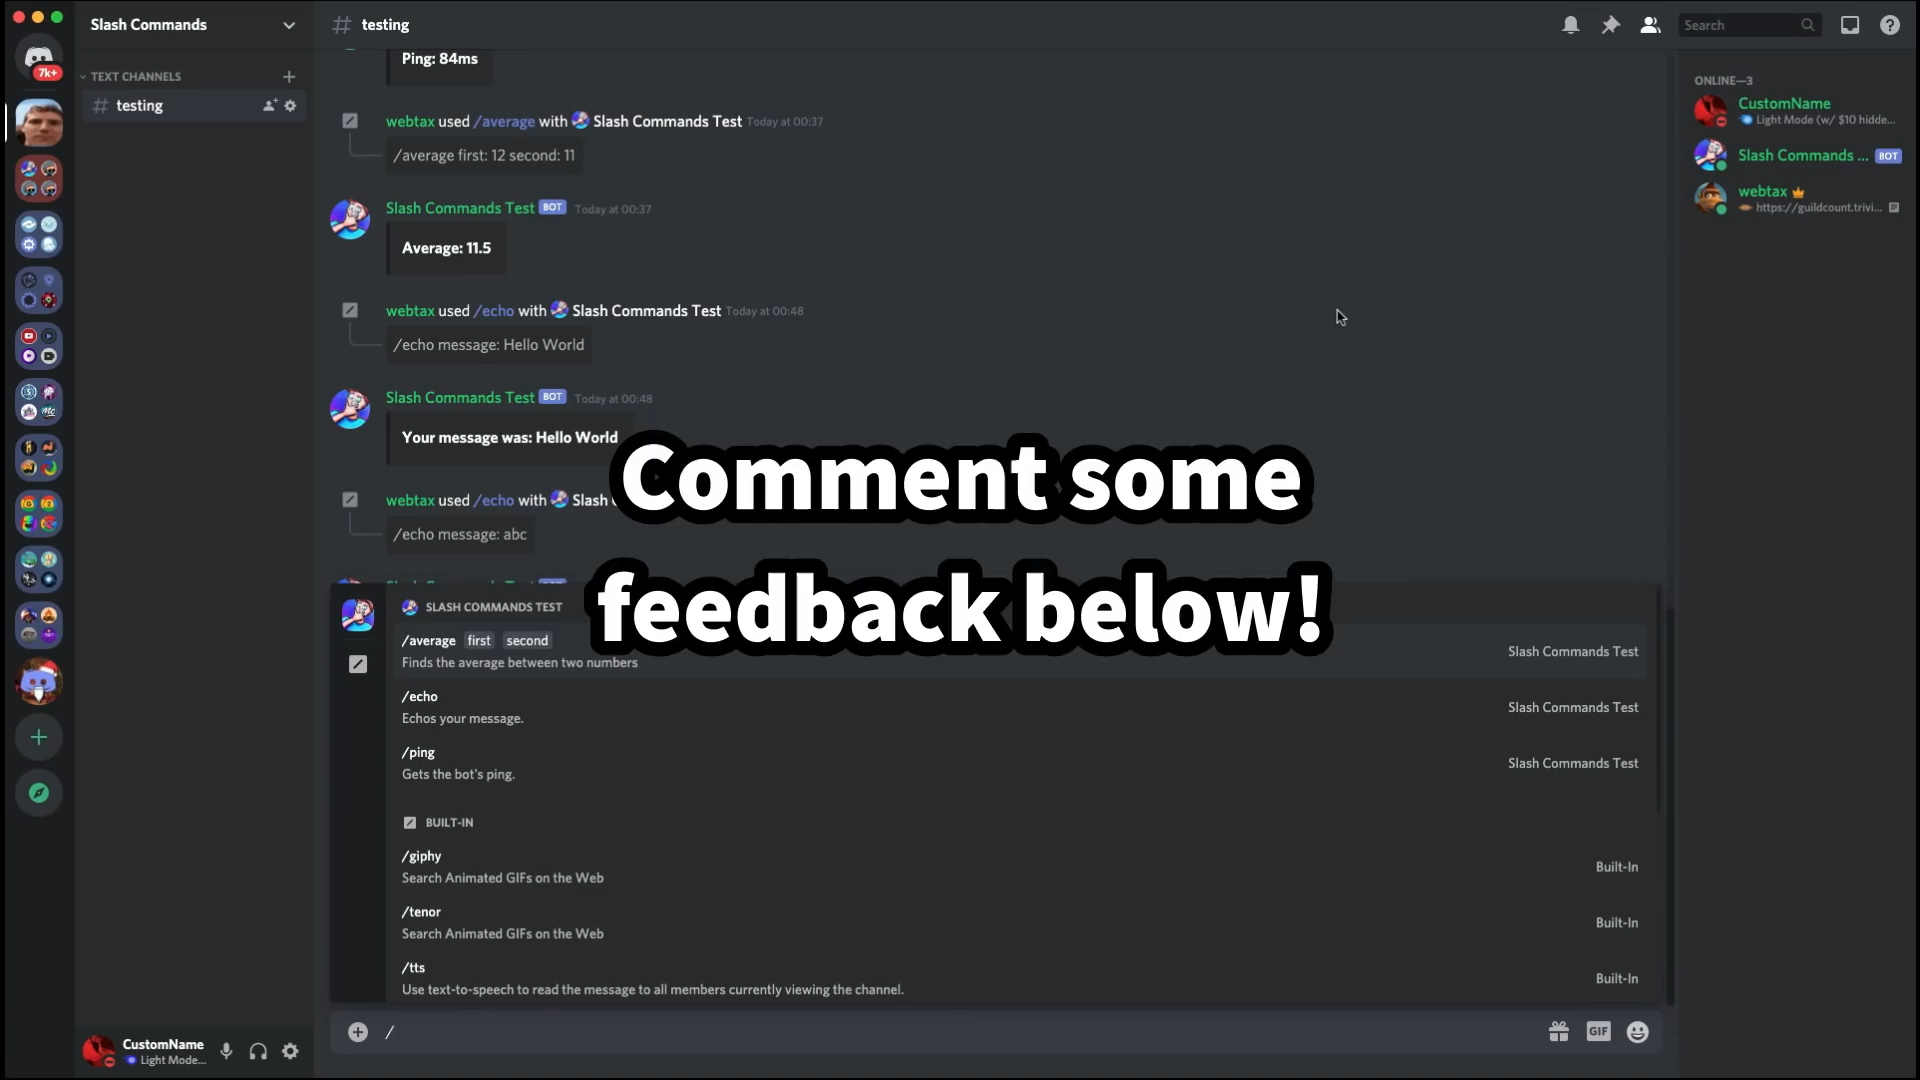 Slash Commands
testing
Search
7k+
TEXT CHANNELS
testing
Ping: 84ms
webtax used /average with Slash Commands Test Today at 00:37
/average first: 12 second: 11
Slash Commands Test BOT Today at 00:37
Average: 11.5
webtax used /echo with Slash Commands Test Today at 00:48
/echo message: Hello World
Slash Commands Test BOT Today at 00:48
Your message was: Hello World
webtax used /echo with Slash
/echo message: abc
Comment some
feedback below!
SLASH COMMANDS TEST
/average first second
Finds the average between two numbers
Slash Commands Test
/echo
Echos your message.
Slash Commands Test
/ping
Gets the bot's ping.
Slash Commands Test
BUILT-IN
/giphy
Search Animated GIFs on the Web
Built-In
/tenor
Search Animated GIFs on the Web
Built-In
/tts
Use text-to-speech to read the message to all members currently viewing the channel.
Built-In
/
GIF
CustomName
Light Mode...
ONLINE—3
CustomName
Light Mode (w/ $10 hidde...
Slash Commands ... BOT
webtax
https://guildcount.trivi...